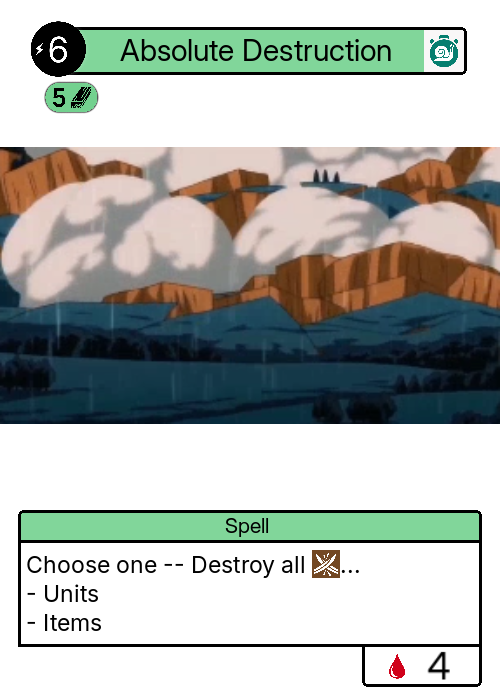 6 Absolute Destruction
5
Spell
Choose one -- Destroy all ...
- Units
- Items
4